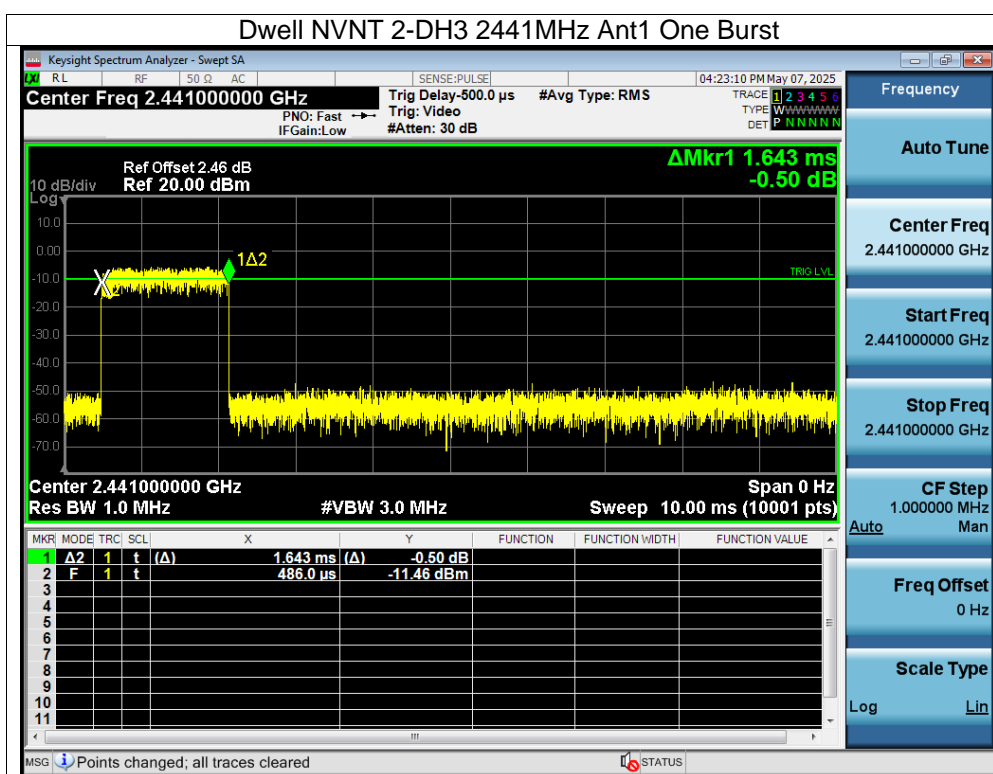 Dwell NVNT 2-DH3 2441MHz Ant1 One Burst
Keysight Spectrum Analyzer - Swept SA
LXI RL RF 50 Ω AC SENSE:PULSE 04:23:10 PM May 07, 2025
Center Freq 2.441000000 GHz Trig Delay-500.0 µs #Avg Type: RMS TRACE 1 2 3 4 5 6
PNO: Fast Trig: Video TYPE WWWWWW
IFGain:Low #Atten: 30 dB DET P N N N N N
ΔMkr1 1.643 ms
-0.50 dB
Ref Offset 2.46 dB
10 dB/div Ref 20.00 dBm
Log
10.0
0.00
1Δ2
TRIG LVL
-10.0
-20.0
-30.0
-40.0
-50.0
-60.0
-70.0
Center 2.441000000 GHz Span 0 Hz
Res BW 1.0 MHz #VBW 3.0 MHz Sweep 10.00 ms (10001 pts)
MKR MODE TRC SCL X Y FUNCTION FUNCTION WIDTH FUNCTION VALUE
1 Δ2 1 t (Δ) 1.643 ms (Δ) -0.50 dB
2 F 1 t 486.0 µs -11.46 dBm
3
4
5
6
7
8
9
10
11
MSG Points changed; all traces cleared STATUS
Frequency
Auto Tune
Center Freq
2.441000000 GHz
Start Freq
2.441000000 GHz
Stop Freq
2.441000000 GHz
CF Step
1.000000 MHz
Auto Man
Freq Offset
0 Hz
Scale Type
Log Lin